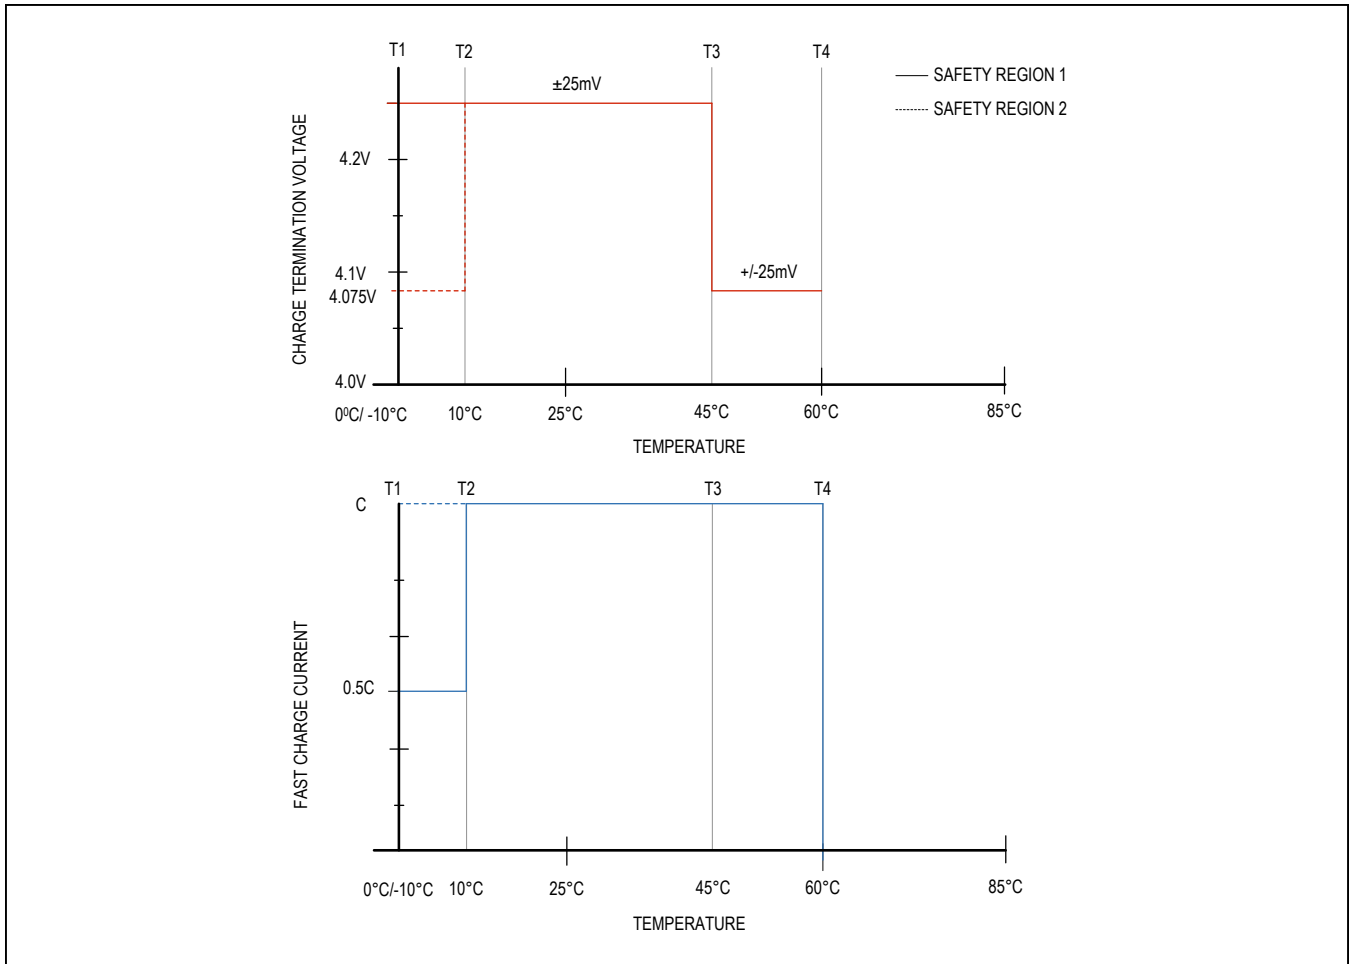 T1 T2 T3 T4
SAFETY REGION 1
±25mV
SAFETY REGION 2
CHARGE TERMINATION VOLTAGE
4.2V
4.1V
+/-25mV
4.075V
4.0V
0⁰C/ -10°C 10°C 25°C 45°C 60°C 85°C
TEMPERATURE
T1 T2 T3 T4
C
FAST CHARGE CURRENT
0.5C
0°C/-10°C 10°C 25°C 45°C 60°C 85°C
TEMPERATURE